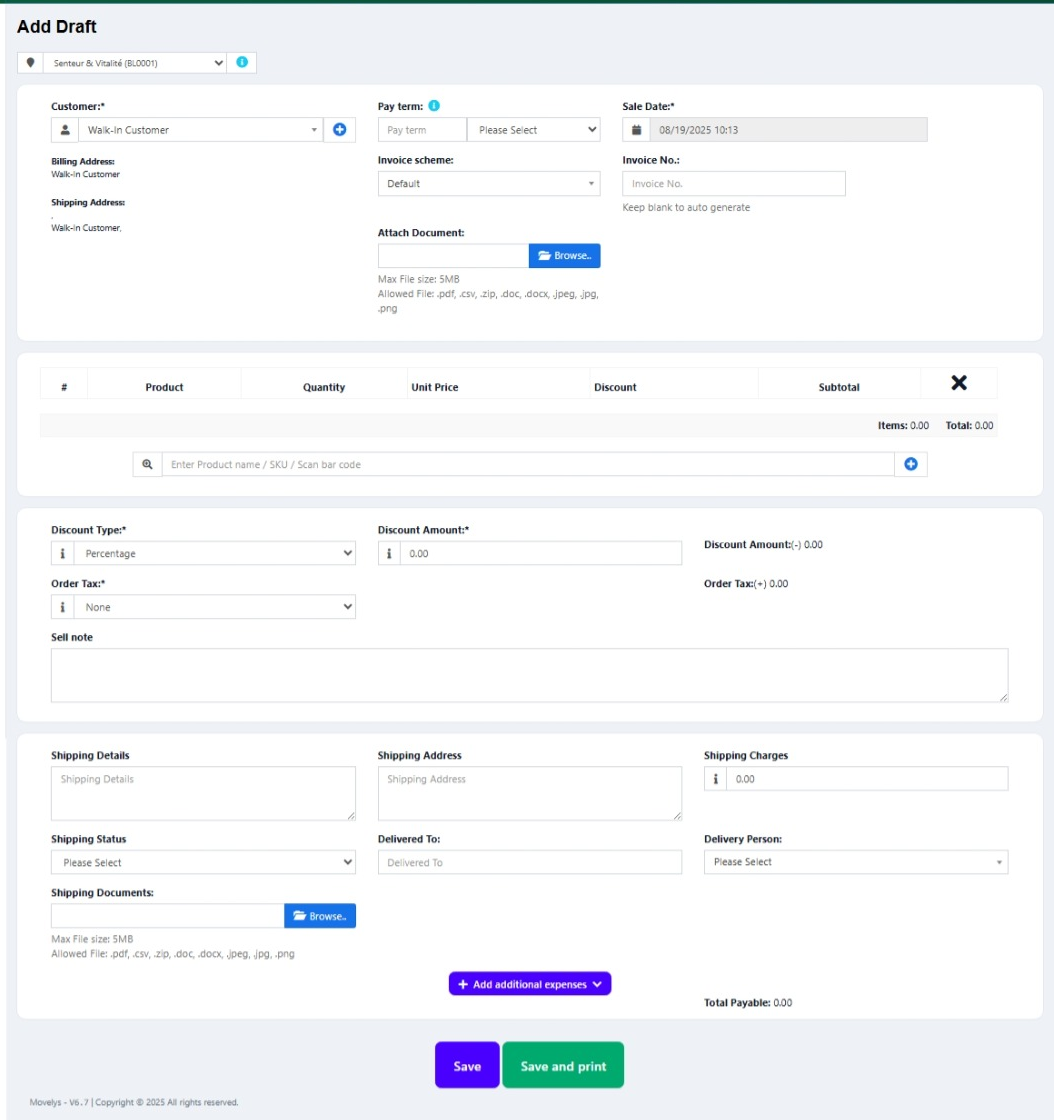 Add Draft
Senteur & Vitalité (BL0001)
Customer:* Pay term: Sale Date:*
Walk-In Customer Pay term Please Select 08/19/2025 10:13
Billing Address: Invoice scheme: Invoice No.:
Walk-In Customer
Default Invoice No.
Shipping Address: Keep blank to auto generate
.
Walk-In Customer,
Attach Document:
Browse..
Max File size: 5MB
Allowed File: .pdf, .csv, .zip, .doc, .docx, .jpeg, .jpg,
.png
# Product Quantity Unit Price Discount Subtotal
Items: 0.00 Total: 0.00
Enter Product name / SKU / Scan bar code
Discount Type:* Discount Amount:*
Discount Amount:(-) 0.00
Percentage 0.00
Order Tax:* Order Tax:(+) 0.00
None
Sell note
Shipping Details Shipping Address Shipping Charges
Shipping Details Shipping Address 0.00
Shipping Status Delivered To: Delivery Person:
Please Select Delivered To Please Select
Shipping Documents:
Browse..
Max File size: 5MB
Allowed File: .pdf, .csv, .zip, .doc, .docx, .jpeg, .jpg, .png
Add additional expenses
Total Payable: 0.00
Save Save and print
Movelys - V6.7 | Copyright © 2025 All rights reserved.